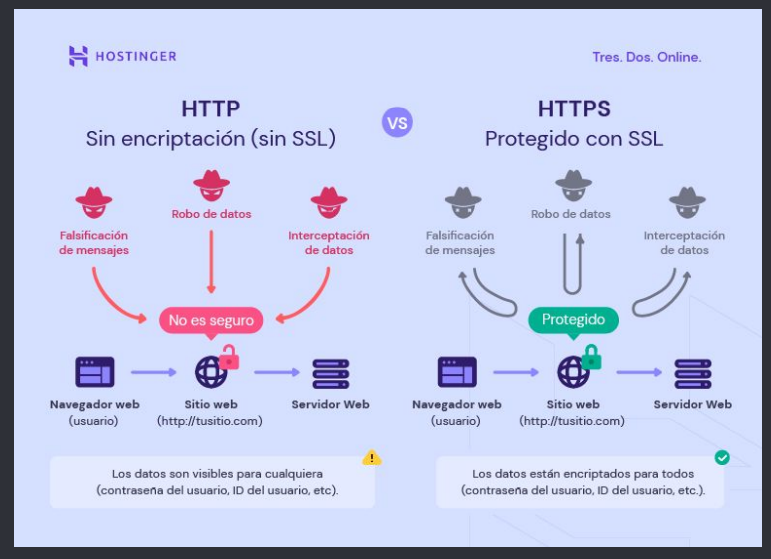 HOSTINGER
Tres. Dos. Online.
HTTP
Sin encriptación (sin SSL)
VS
HTTPS
Protegido con SSL
Falsificación
de mensajes
Robo de datos
Interceptación
de datos
No es seguro
Navegador web
(usuario)
Sitio web
(http://tusitio.com)
Servidor Web
Los datos son visibles para cualquiera
(contraseña del usuario, ID del usuario, etc).
Falsificación
de mensajes
Robo de datos
Interceptación
de datos
Protegido
Navegador web
(usuario)
Sitio web
(http://tusitio.com)
Servidor Web
Los datos están encriptados para todos
(contraseña del usuario, ID del usuario, etc.).